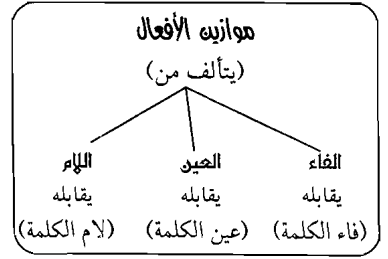 موازين الأفعال
(يتألف من)
الفاء العين اللام
يقابله يقابله يقابله
(فاء الكلمة) (عين الكلمة) (لام الكلمة)